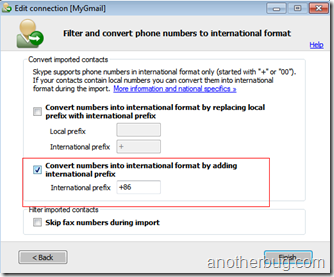 Edit connection [MyGmail]
Filter and convert phone numbers to international format
Help
Convert imported contacts
Skype supports phone numbers in international format only (started with "+" or "00").
If your contacts contain local numbers you can convert them into international
format during the import. More information and national specifics »
Convert numbers into international format by replacing local
prefix with international prefix
Local prefix
International prefix +
Convert numbers into international format by adding
international prefix
International prefix +86
Filter imported contacts
Skip fax numbers during import
< Back Finish
anotherbug.com